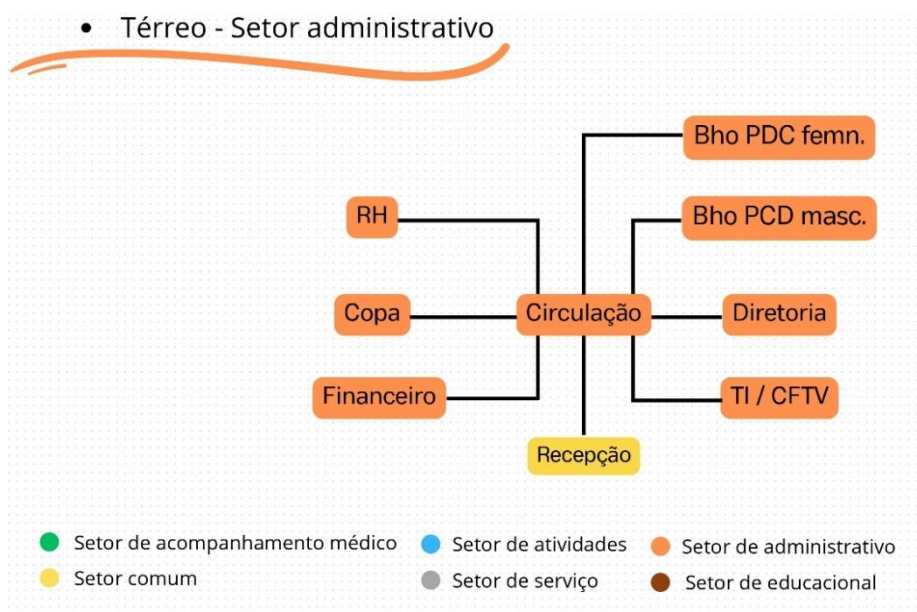 • Térreo - Setor administrativo
Bho PDC femn.
RH
Bho PCD masc.
Copa
Circulação
Diretoria
Financeiro
TI / CFTV
Recepção
Setor de acompanhamento médico
Setor de atividades
Setor de administrativo
Setor comum
Setor de serviço
Setor de educacional